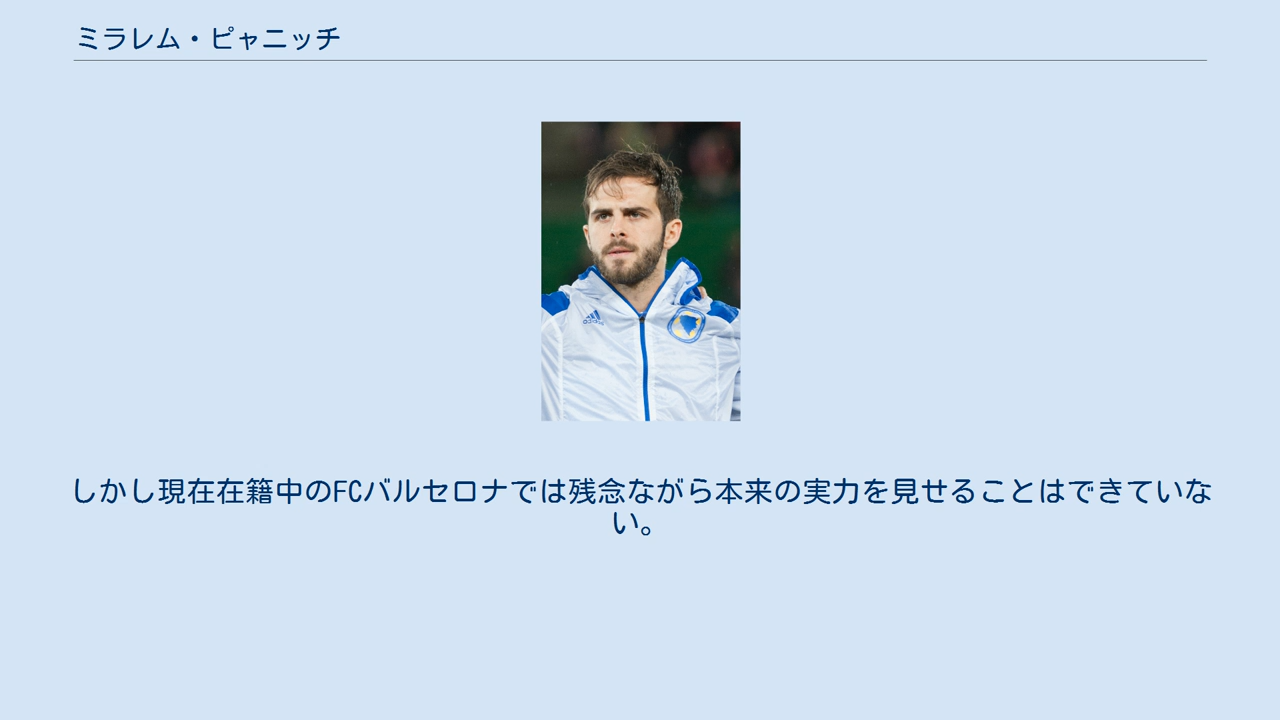 ミラレム・ピャニッチ
adidas
しかし現在在籍中のFCバルセロナでは残念ながら本来の実力を見せることはできていな
い。